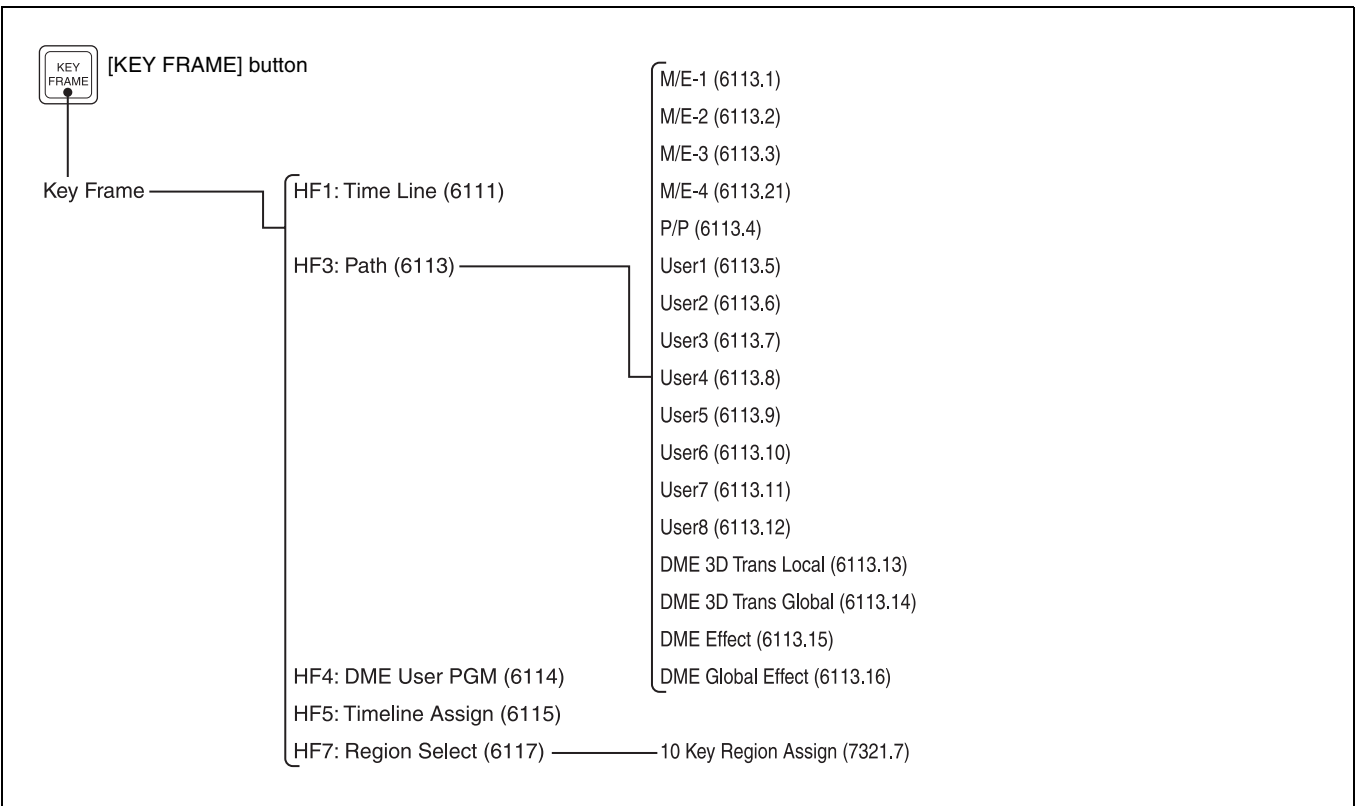 KEY
FRAME
[KEY FRAME] button
Key Frame
HF1: Time Line (6111)
HF3: Path (6113)
M/E-1 (6113.1)
M/E-2 (6113.2)
M/E-3 (6113.3)
M/E-4 (6113.21)
P/P (6113.4)
User1 (6113.5)
User2 (6113.6)
User3 (6113.7)
User4 (6113.8)
User5 (6113.9)
User6 (6113.10)
User7 (6113.11)
User8 (6113.12)
DME 3D Trans Local (6113.13)
DME 3D Trans Global (6113.14)
DME Effect (6113.15)
DME Global Effect (6113.16)
HF4: DME User PGM (6114)
HF5: Timeline Assign (6115)
HF7: Region Select (6117)
10 Key Region Assign (7321.7)